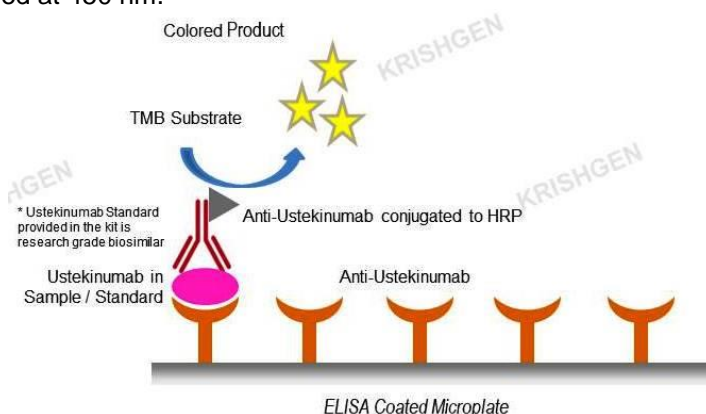 Colored Product
KRISHGEN
TMB Substrate
KRISHGEN
* Ustekinumab Standard
provided in the kit is
research grade biosimilar
Anti-Ustekinumab conjugated to HRP
Ustekinumab in
Sample / Standard
Anti-Ustekinumab
ELISA Coated Microplate